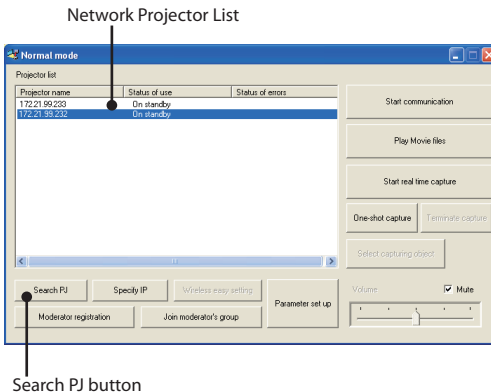 Network Projector List
Normal mode
Projector list
Projector name Status of use Status of errors
172.21.99.233 On standby
172.21.99.232 On standby
Start communication
Play Movie files
Start real time capture
One-shot capture Terminate capture
Select capturing object
Search PJ Specify IP Wireless easy setting Parameter set up
Moderator registration Join moderator's group
Volume Mute
Search PJ button